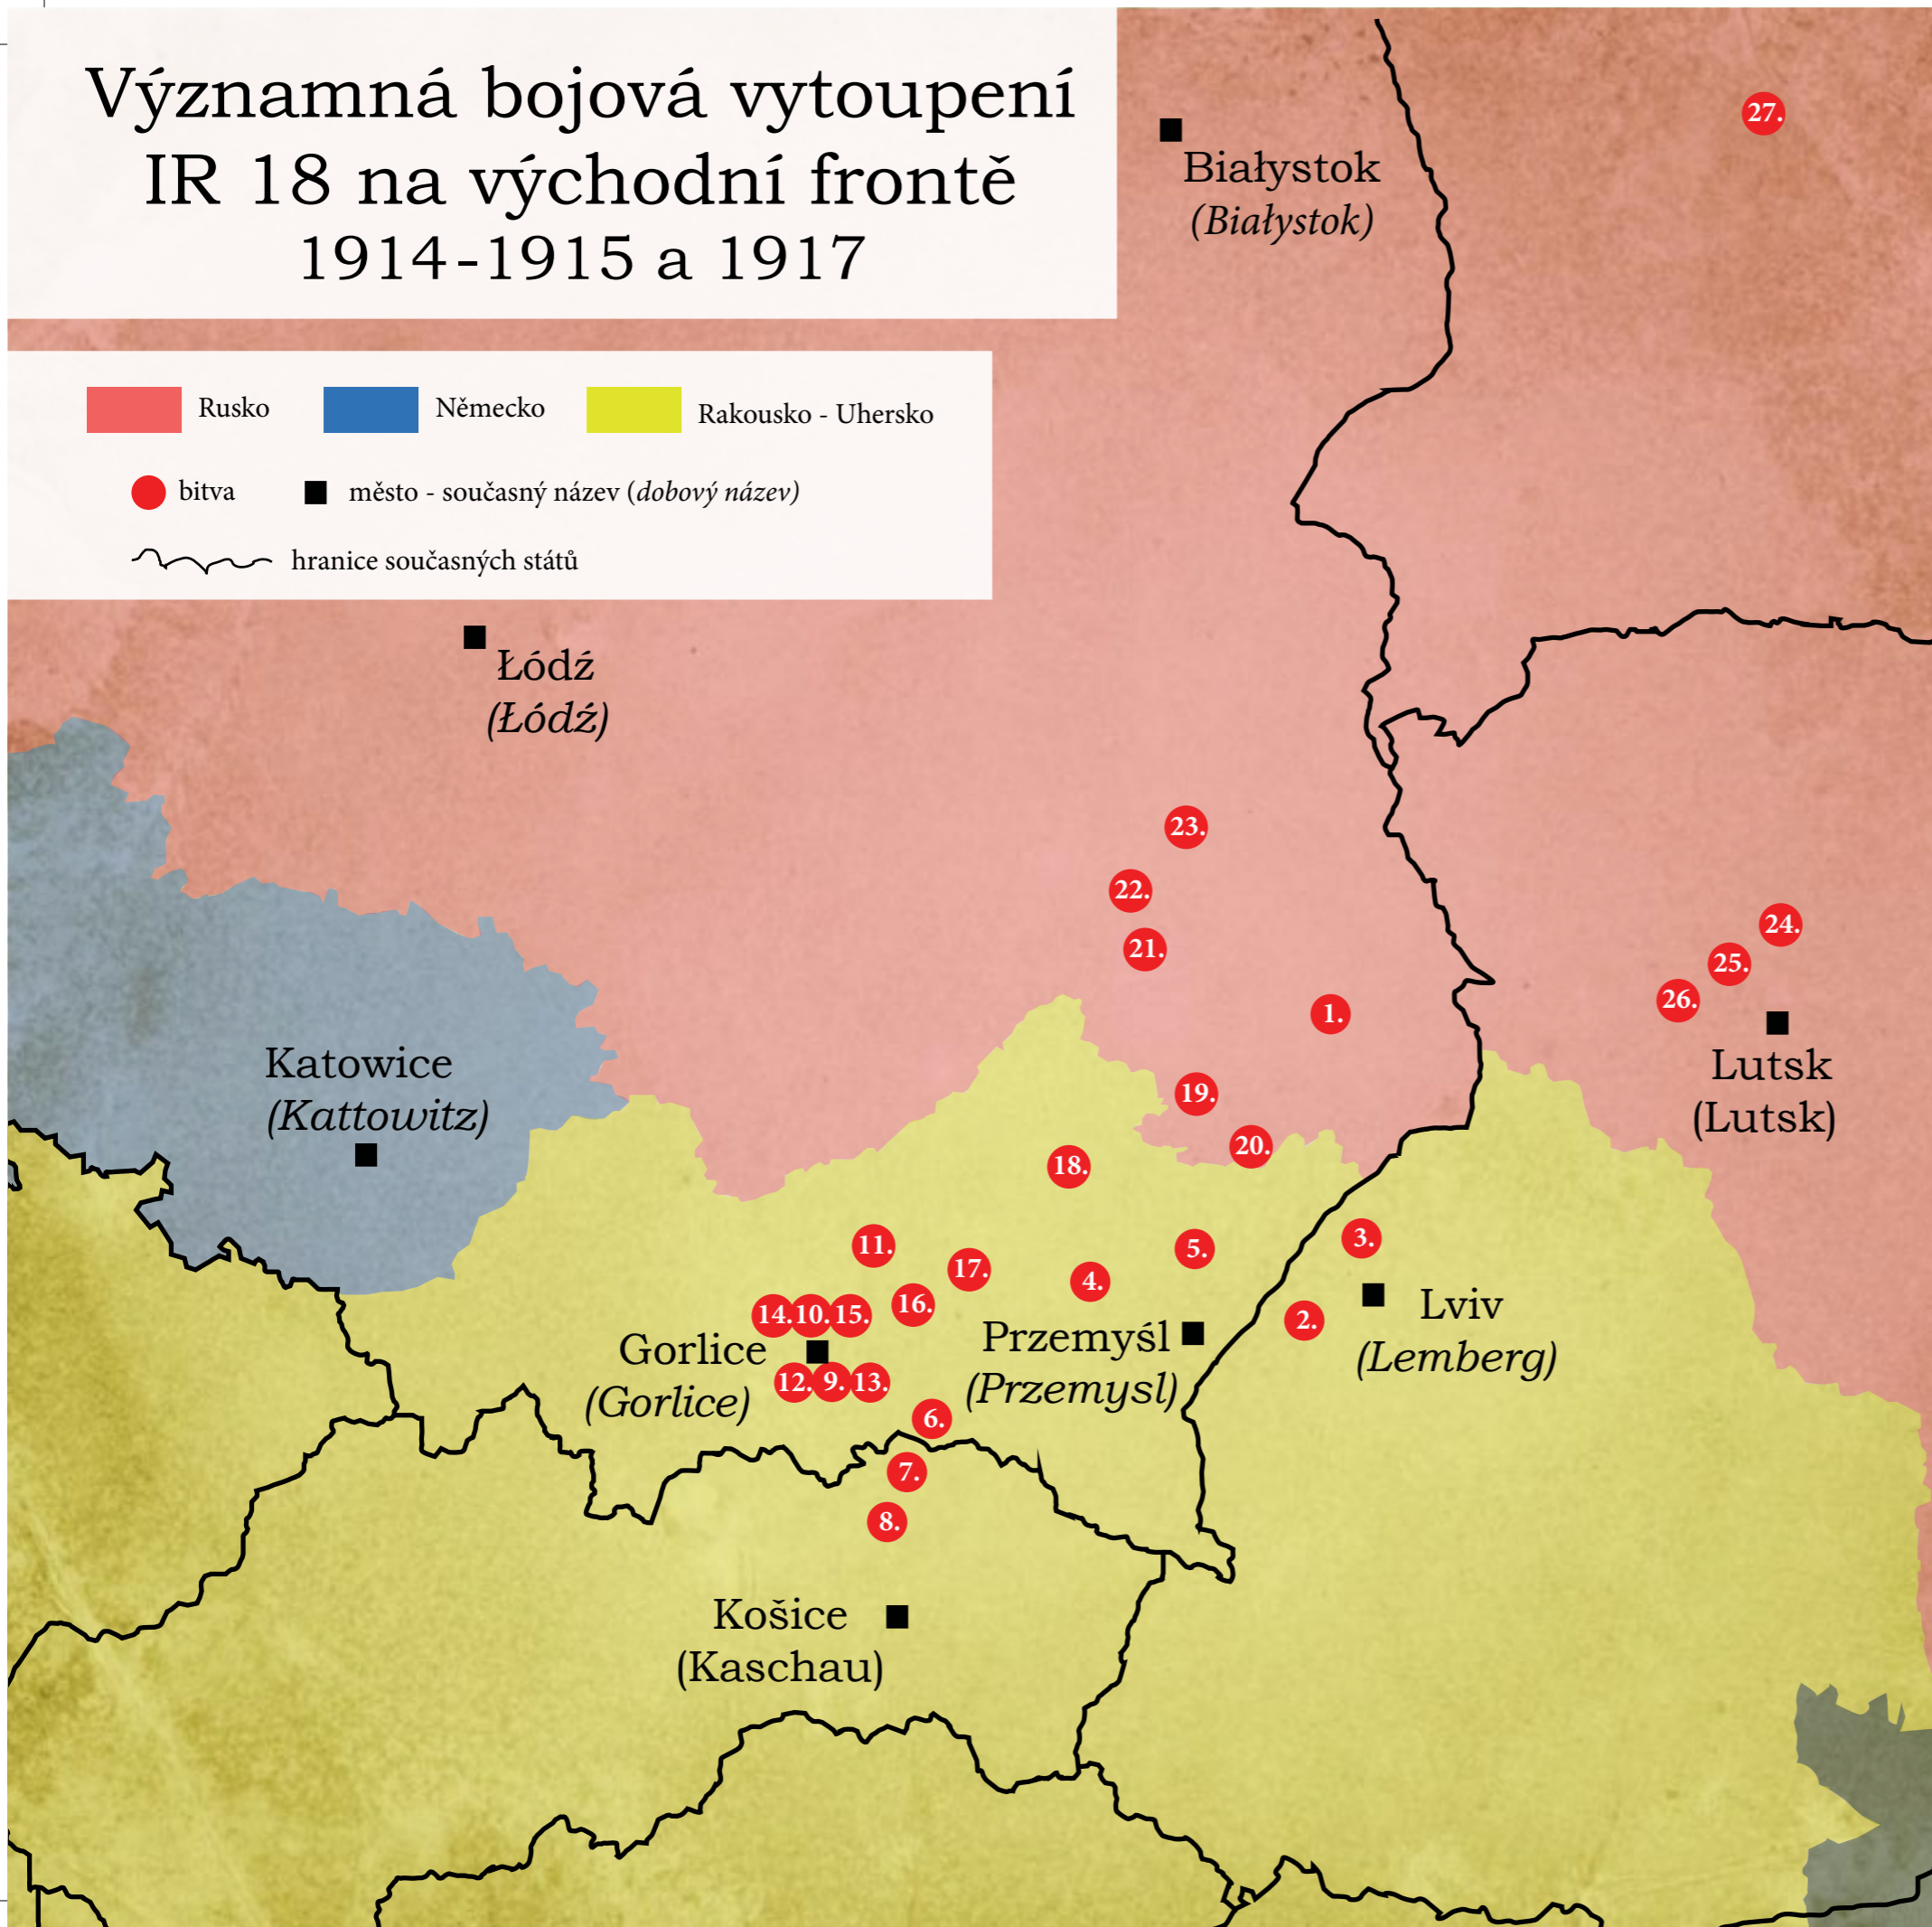 Významná bojová vytoupení
IR 18 na východní frontě
1914-1915 a 1917
Rusko
Německo
Rakousko - Uhersko
bitva
město - současný název (dobový název)
hranice současných států
27.
Białystok
(Białystok)
Łódź
(Łódź)
23.
22.
21.
24.
25.
26.
1.
Lutsk
(Lutsk)
Katowice
(Kattowitz)
19.
20.
18.
11.
17.
5.
3.
4.
16.
14.
10.
15.
2.
Gorlice
(Gorlice)
Przemyśl
(Przemysl)
Lviv
(Lemberg)
12.
9.
13.
6.
7.
8.
Košice
(Kaschau)